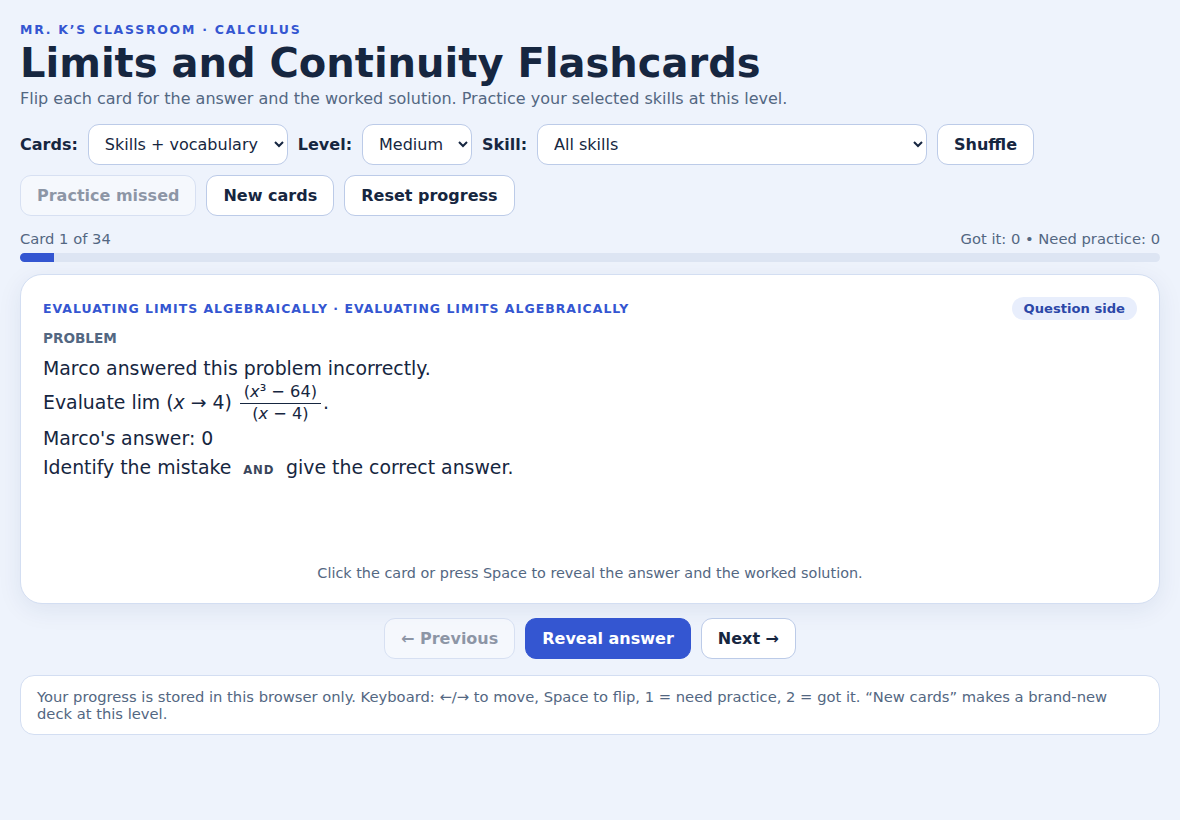 MR. K’S CLASSROOM · CALCULUS
Limits and Continuity Flashcards
Flip each card for the answer and the worked solution. Practice your selected skills at this level.
Cards: Skills + vocabulary Level: Medium Skill: All skills Shuffle
Practice missed New cards Reset progress
Card 1 of 34 Got it: 0 • Need practice: 0
EVALUATING LIMITS ALGEBRAICALLY · EVALUATING LIMITS ALGEBRAICALLY Question side
PROBLEM
Marco answered this problem incorrectly.
Evaluate lim (x → 4) (x³ − 64) / (x − 4).
Marco's answer: 0
Identify the mistake AND give the correct answer.
Click the card or press Space to reveal the answer and the worked solution.
← Previous Reveal answer Next →
Your progress is stored in this browser only. Keyboard: ←/→ to move, Space to flip, 1 = need practice, 2 = got it. “New cards” makes a brand-new
deck at this level.